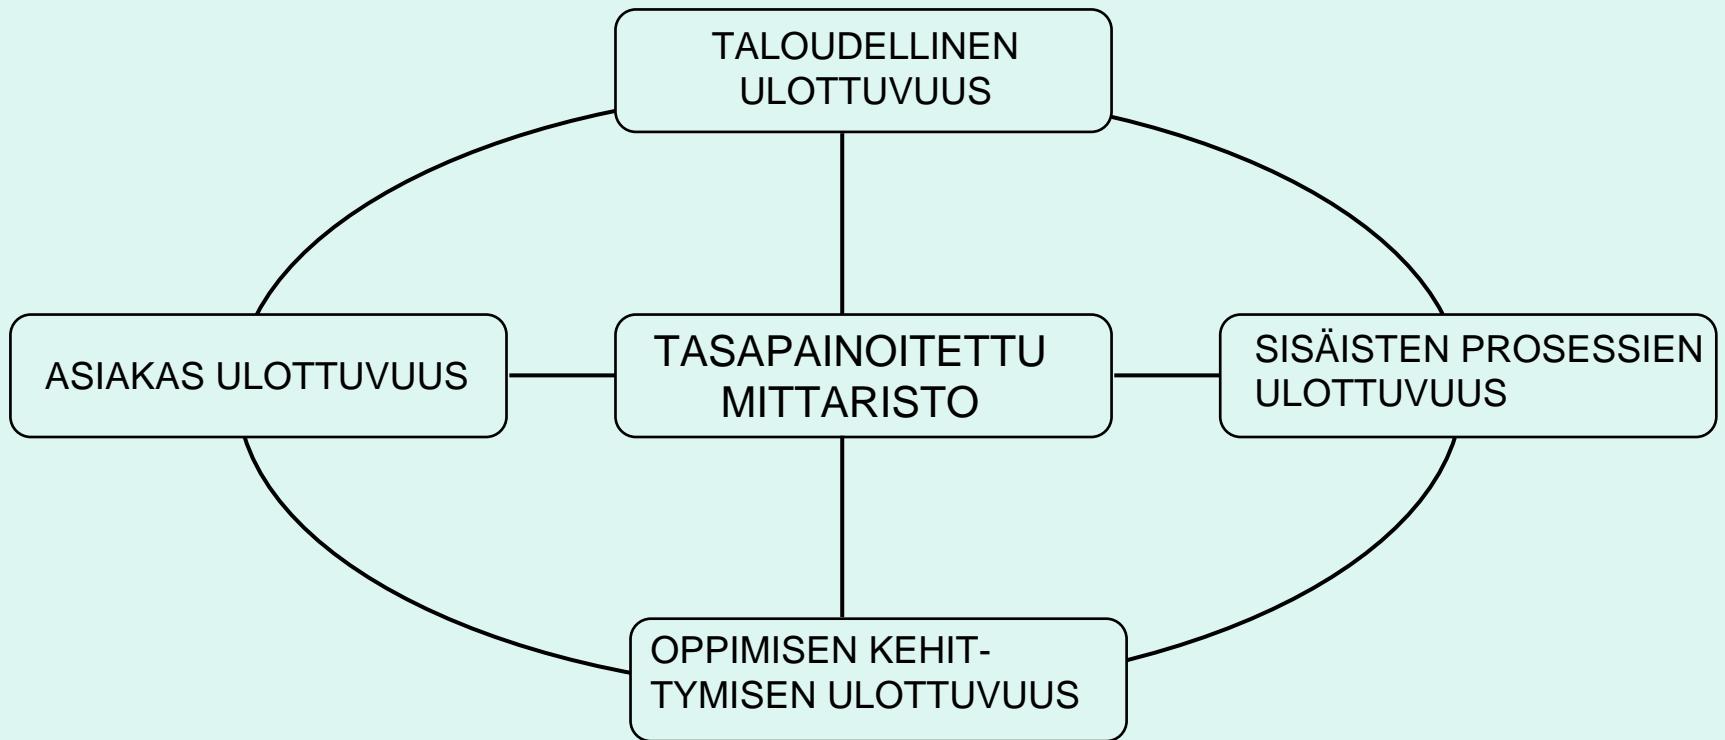 TALOUDELLINEN
ULOTTUVUUS
ASIAKAS ULOTTUVUUS
TASAPAINOITETTU
MITTARISTO
SISÄISTEN PROSESSIEN
ULOTTUVUUS
OPPIMISEN KEHIT-
TYMISEN ULOTTUVUUS